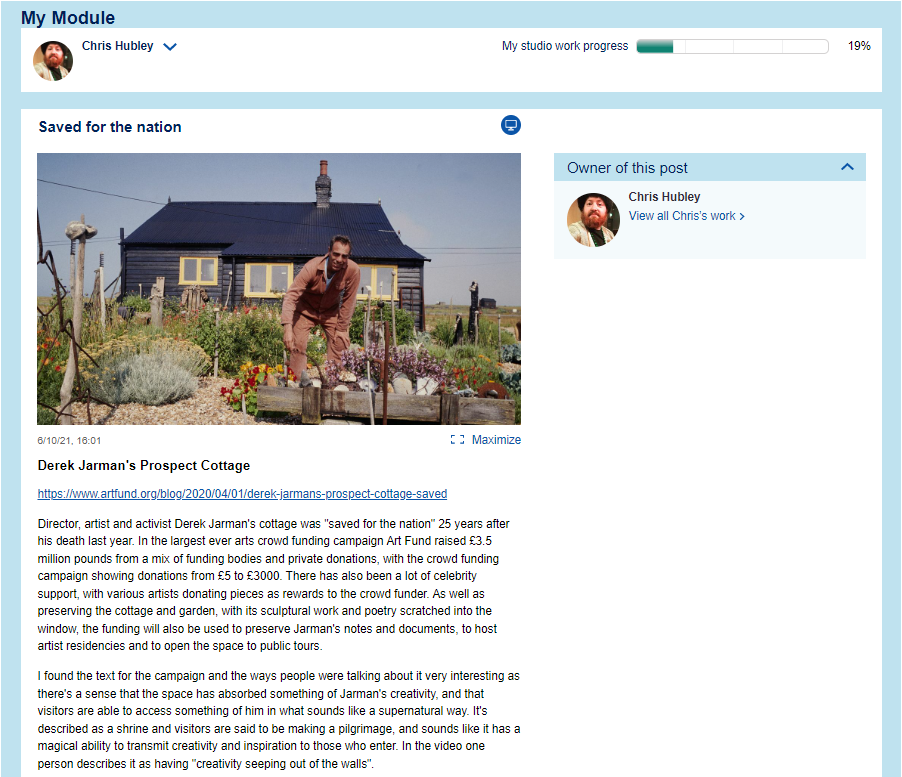 My Module
Chris Hubley
My studio work progress
19%
Saved for the nation
Owner of this post
Chris Hubley
View all Chris's work >
6/10/21, 16:01
Maximize
Derek Jarman's Prospect Cottage
https://www.artfund.org/blog/2020/04/01/derek-jarmans-prospect-cottage-saved
Director, artist and activist Derek Jarman's cottage was "saved for the nation" 25 years after
his death last year. In the largest ever arts crowd funding campaign Art Fund raised £3.5
million pounds from a mix of funding bodies and private donations, with the crowd funding
campaign showing donations from £5 to £3000. There has also been a lot of celebrity
support, with various artists donating pieces as rewards to the crowd funder. As well as
preserving the cottage and garden, with its sculptural work and poetry scratched into the
window, the funding will also be used to preserve Jarman's notes and documents, to host
artist residencies and to open the space to public tours.
I found the text for the campaign and the ways people were talking about it very interesting as
there's a sense that the space has absorbed something of Jarman's creativity, and that
visitors are able to access something of him in what sounds like a supernatural way. It's
described as a shrine and visitors are said to be making a pilgrimage, and sounds like it has a
magical ability to transmit creativity and inspiration to those who enter. In the video one
person describes it as having "creativity seeping out of the walls".